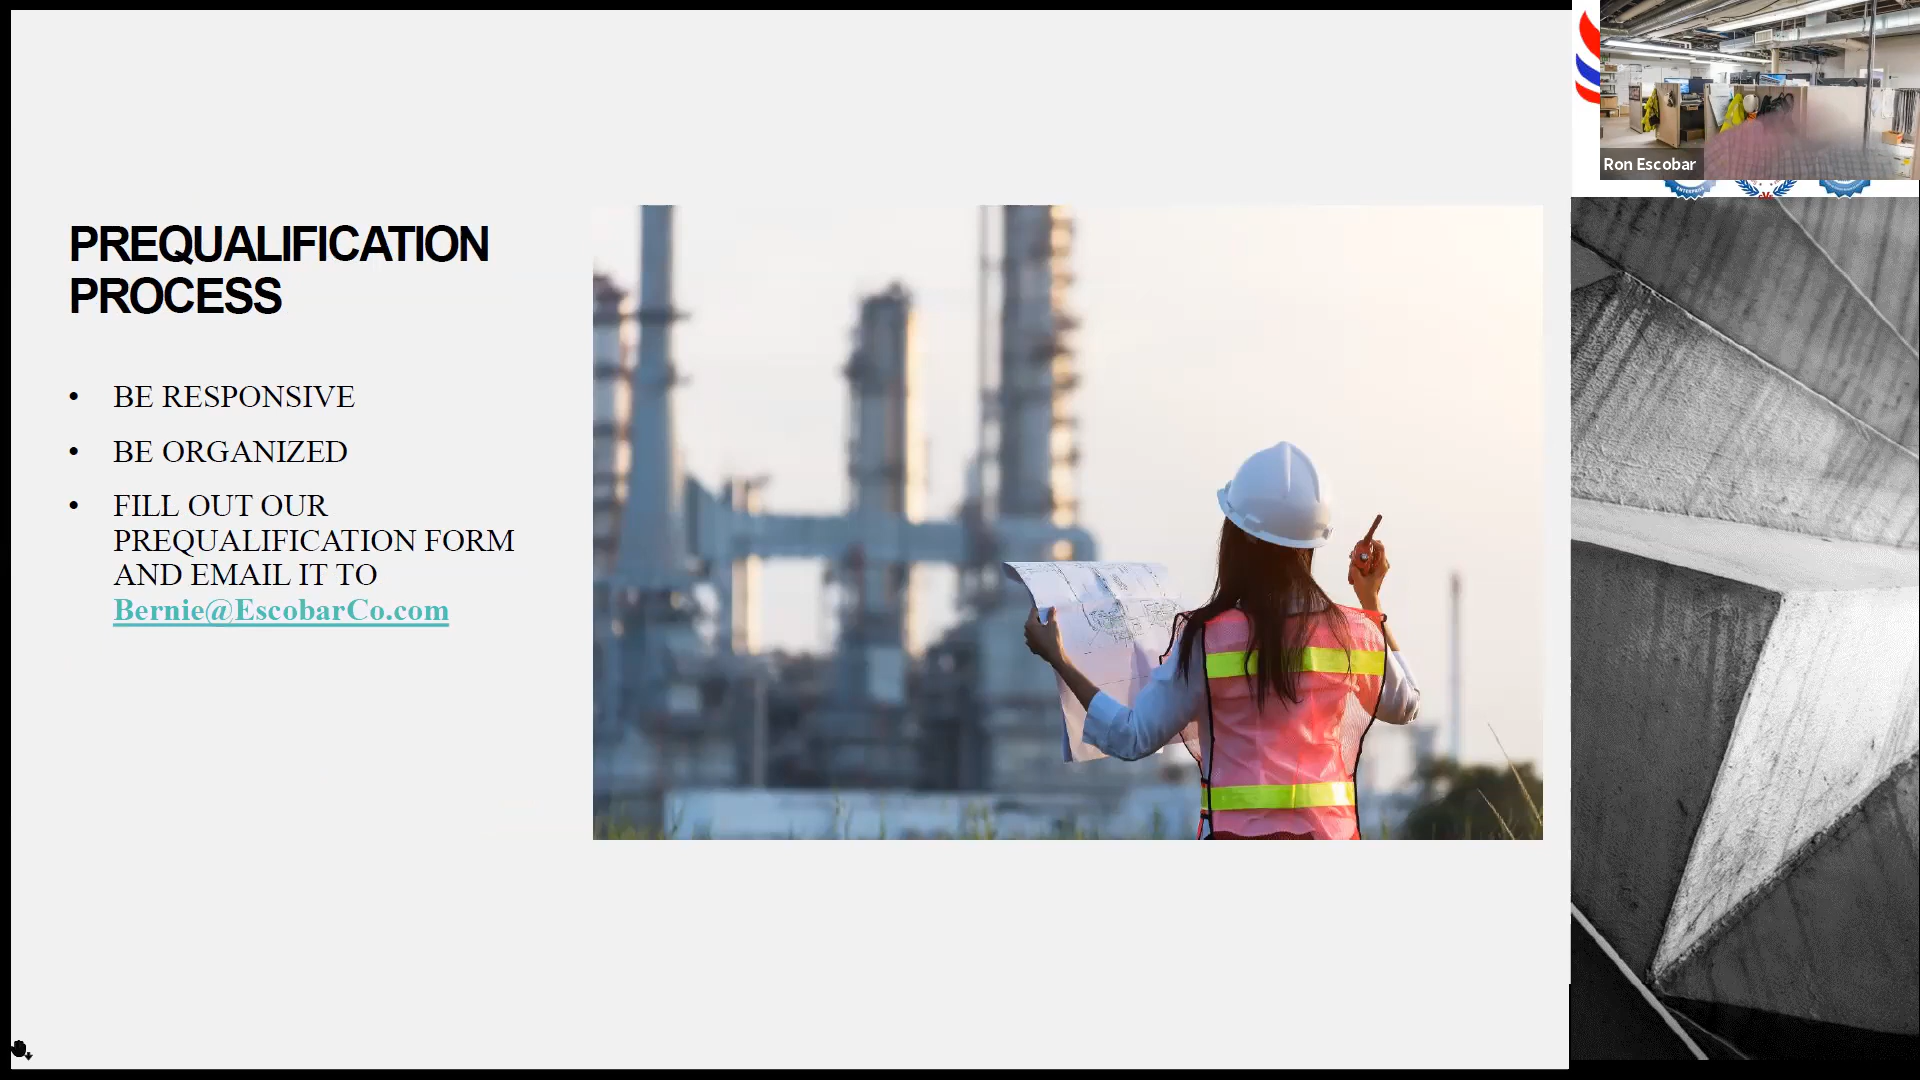 PREQUALIFICATION
PROCESS
• BE RESPONSIVE
• BE ORGANIZED
• FILL OUT OUR
PREQUALIFICATION FORM
AND EMAIL IT TO
Bernie@EscobarCo.com
Ron Escobar
ENTERPRISE